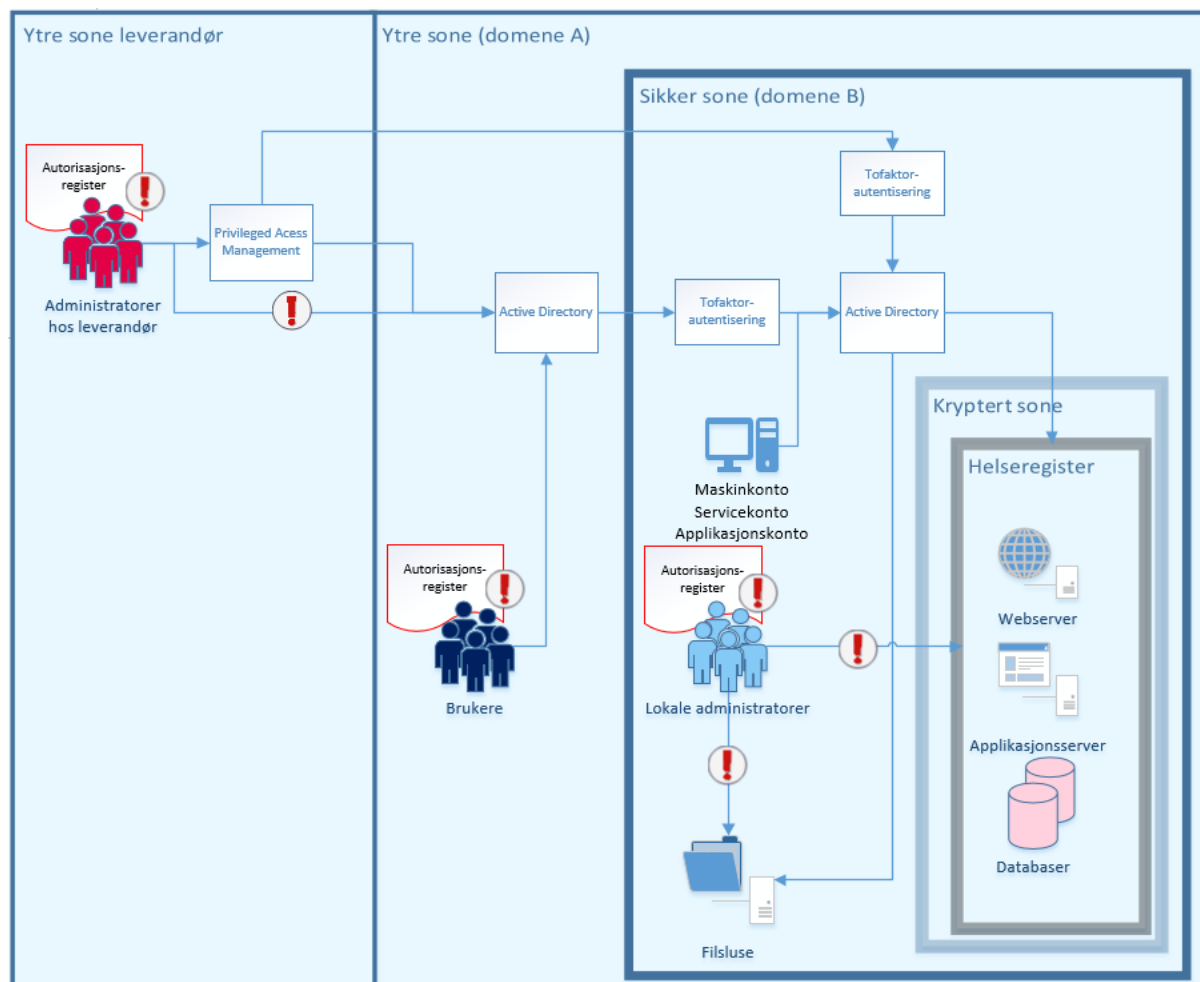 Ytre sone leverandør
Ytre sone (domene A)
Sikker sone (domene B)
Autorisasjons-
register
Tofaktor-
autentisering
Privileged Acess
Management
Administratorer
hos leverandør
Active Directory
Tofaktor-
autentisering
Active Directory
Kryptert sone
Helseregister
Maskinkonto
Servicekonto
Applikasjonskonto
Autorisasjons-
register
Autorisasjons-
register
Webserver
Brukere
Lokale administratorer
Applikasjonsserver
Databaser
Filsluse